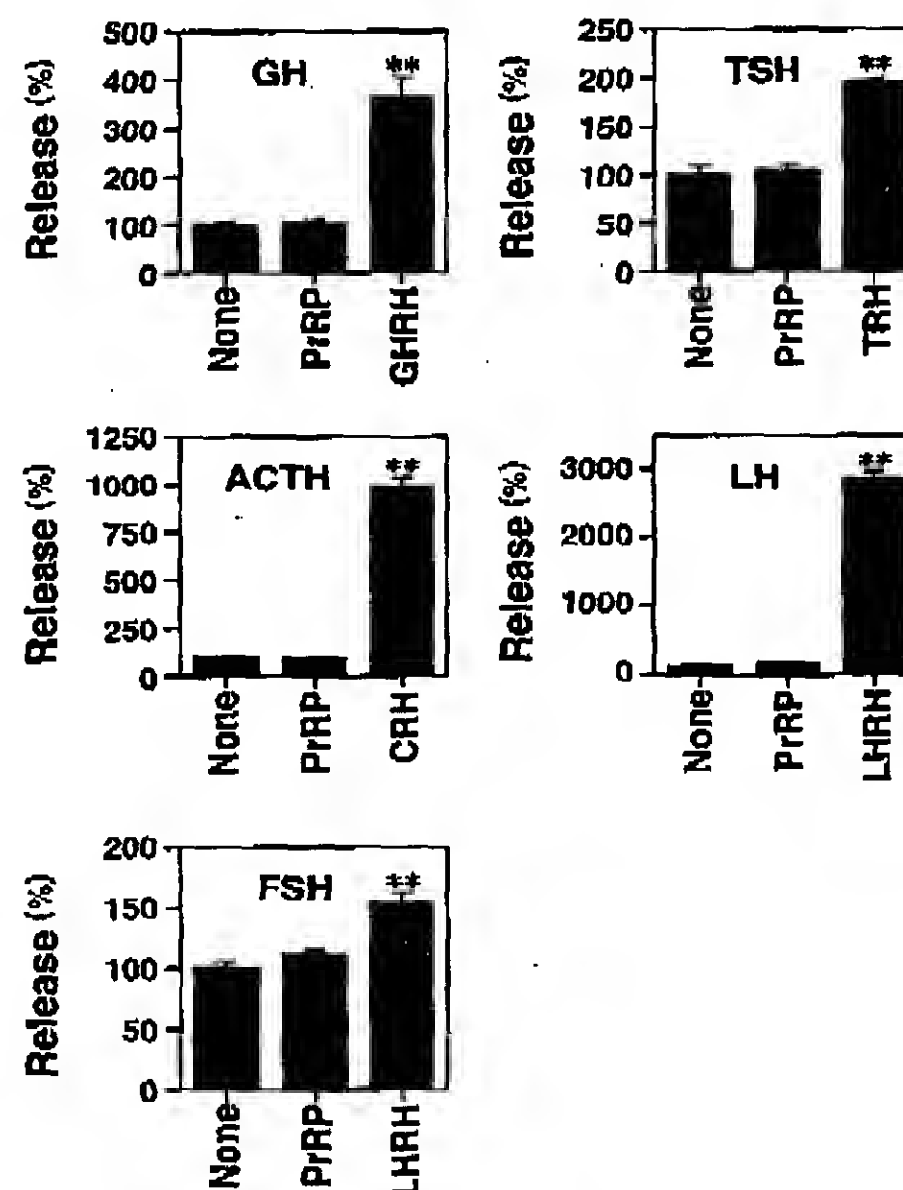 Release (%)
500
400
300
200
100
0
GH
**
None
PrRP
GHRH
Release (%)
250
200
150
100
50
0
TSH
**
None
PrRP
TRH
Release (%)
1250
1000
750
500
250
0
ACTH
**
None
PrRP
CRH
Release (%)
3000
2000
1000
0
LH
**
None
PrRP
LHRH
Release (%)
200
150
100
50
0
FSH
**
None
PrRP
LHRH